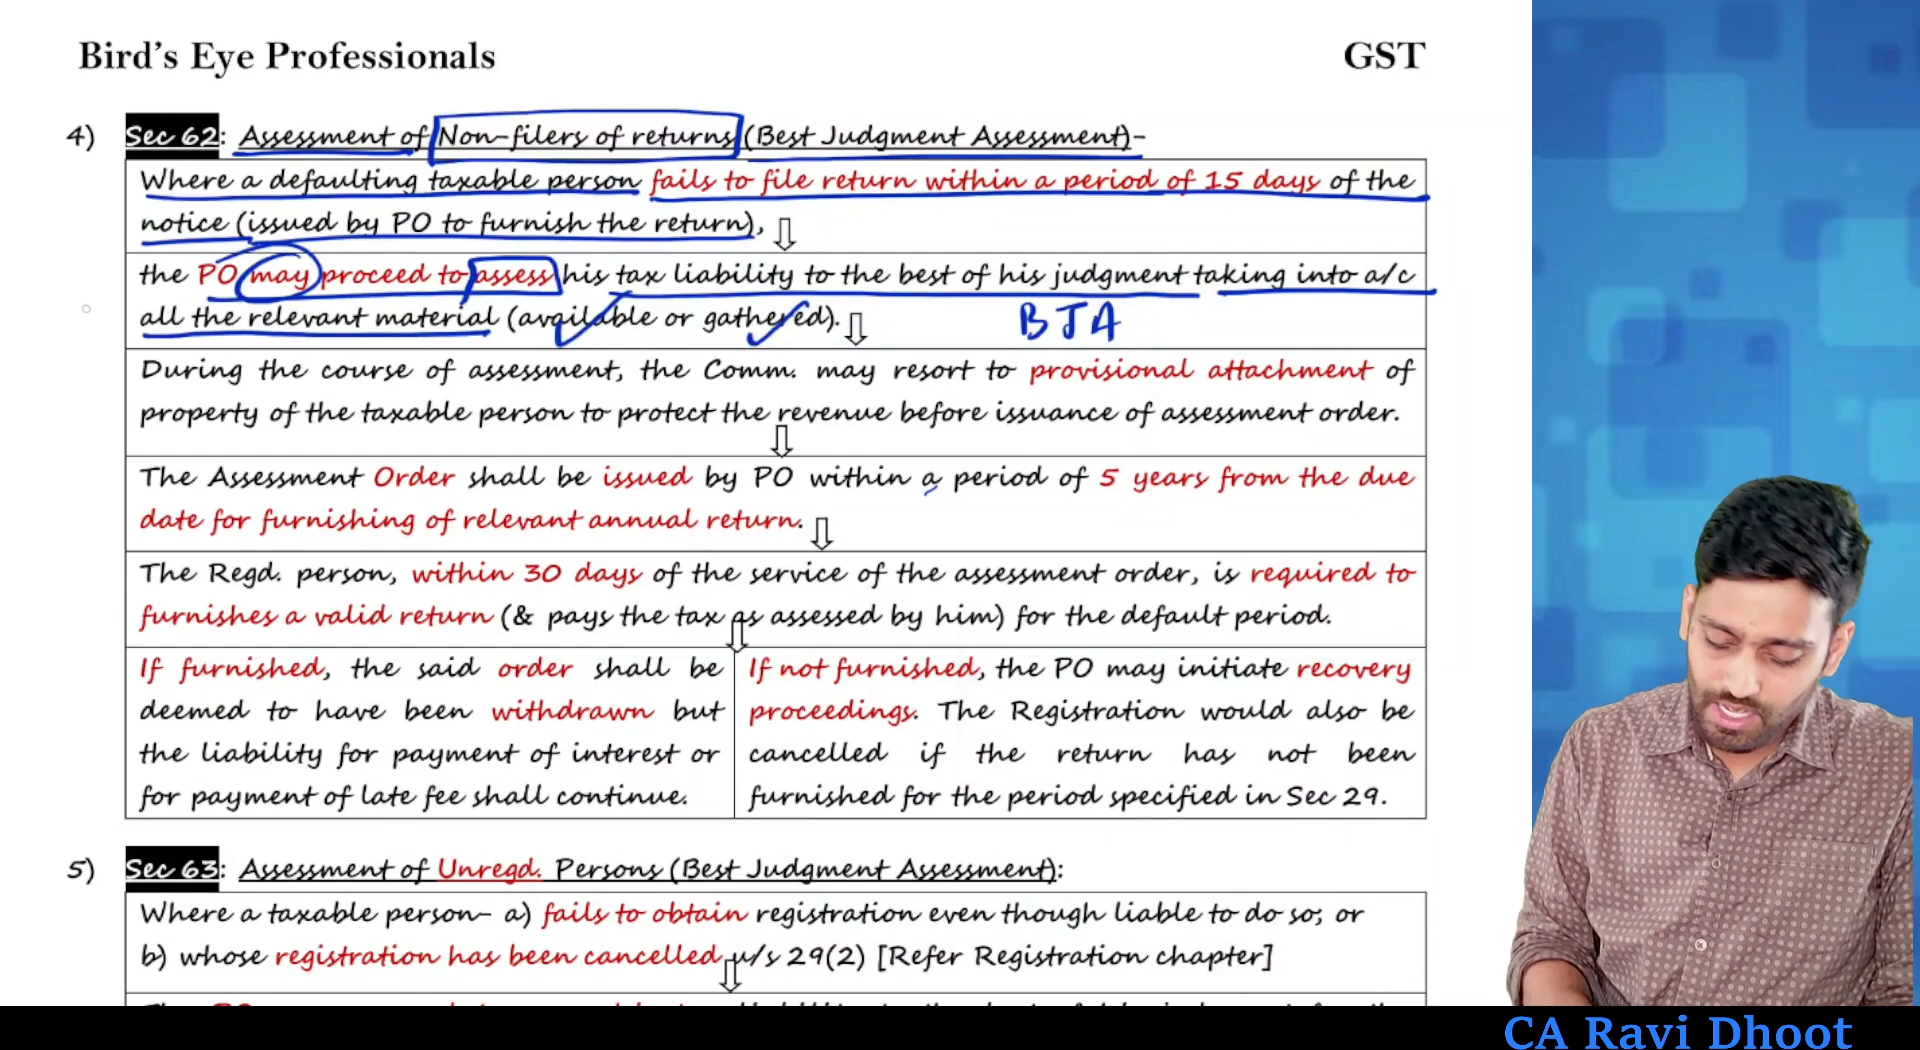 Bird's Eye Professionals GST
4) Sec 62: Assessment of Non-filers of returns (Best Judgment Assessment)-
Where a defaulting taxable person fails to file return within a period of 15 days of the
notice (issued by PO to furnish the return),
the PO may proceed to assess his tax liability to the best of his judgment taking into a/c
all the relevant material (available or gathered).
BJA
During the course of assessment, the Comm. may resort to provisional attachment of
property of the taxable person to protect the revenue before issuance of assessment order.
The Assessment Order shall be issued by PO within a period of 5 years from the due
date for furnishing of relevant annual return.
The Regd. person, within 30 days of the service of the assessment order, is required to
furnishes a valid return (& pays the tax as assessed by him) for the default period.
If furnished, the said order shall be
deemed to have been withdrawn but
the liability for payment of interest or
for payment of late fee shall continue.
If not furnished, the PO may initiate recovery
proceedings. The Registration would also be
cancelled if the return has not been
furnished for the period specified in Sec 29.
5) Sec 63: Assessment of Unregd. Persons (Best Judgment Assessment):
Where a taxable person- a) fails to obtain registration even though liable to do so; or
b) whose registration has been cancelled u/s 29(2) [Refer Registration chapter]
CA Ravi Dhoot